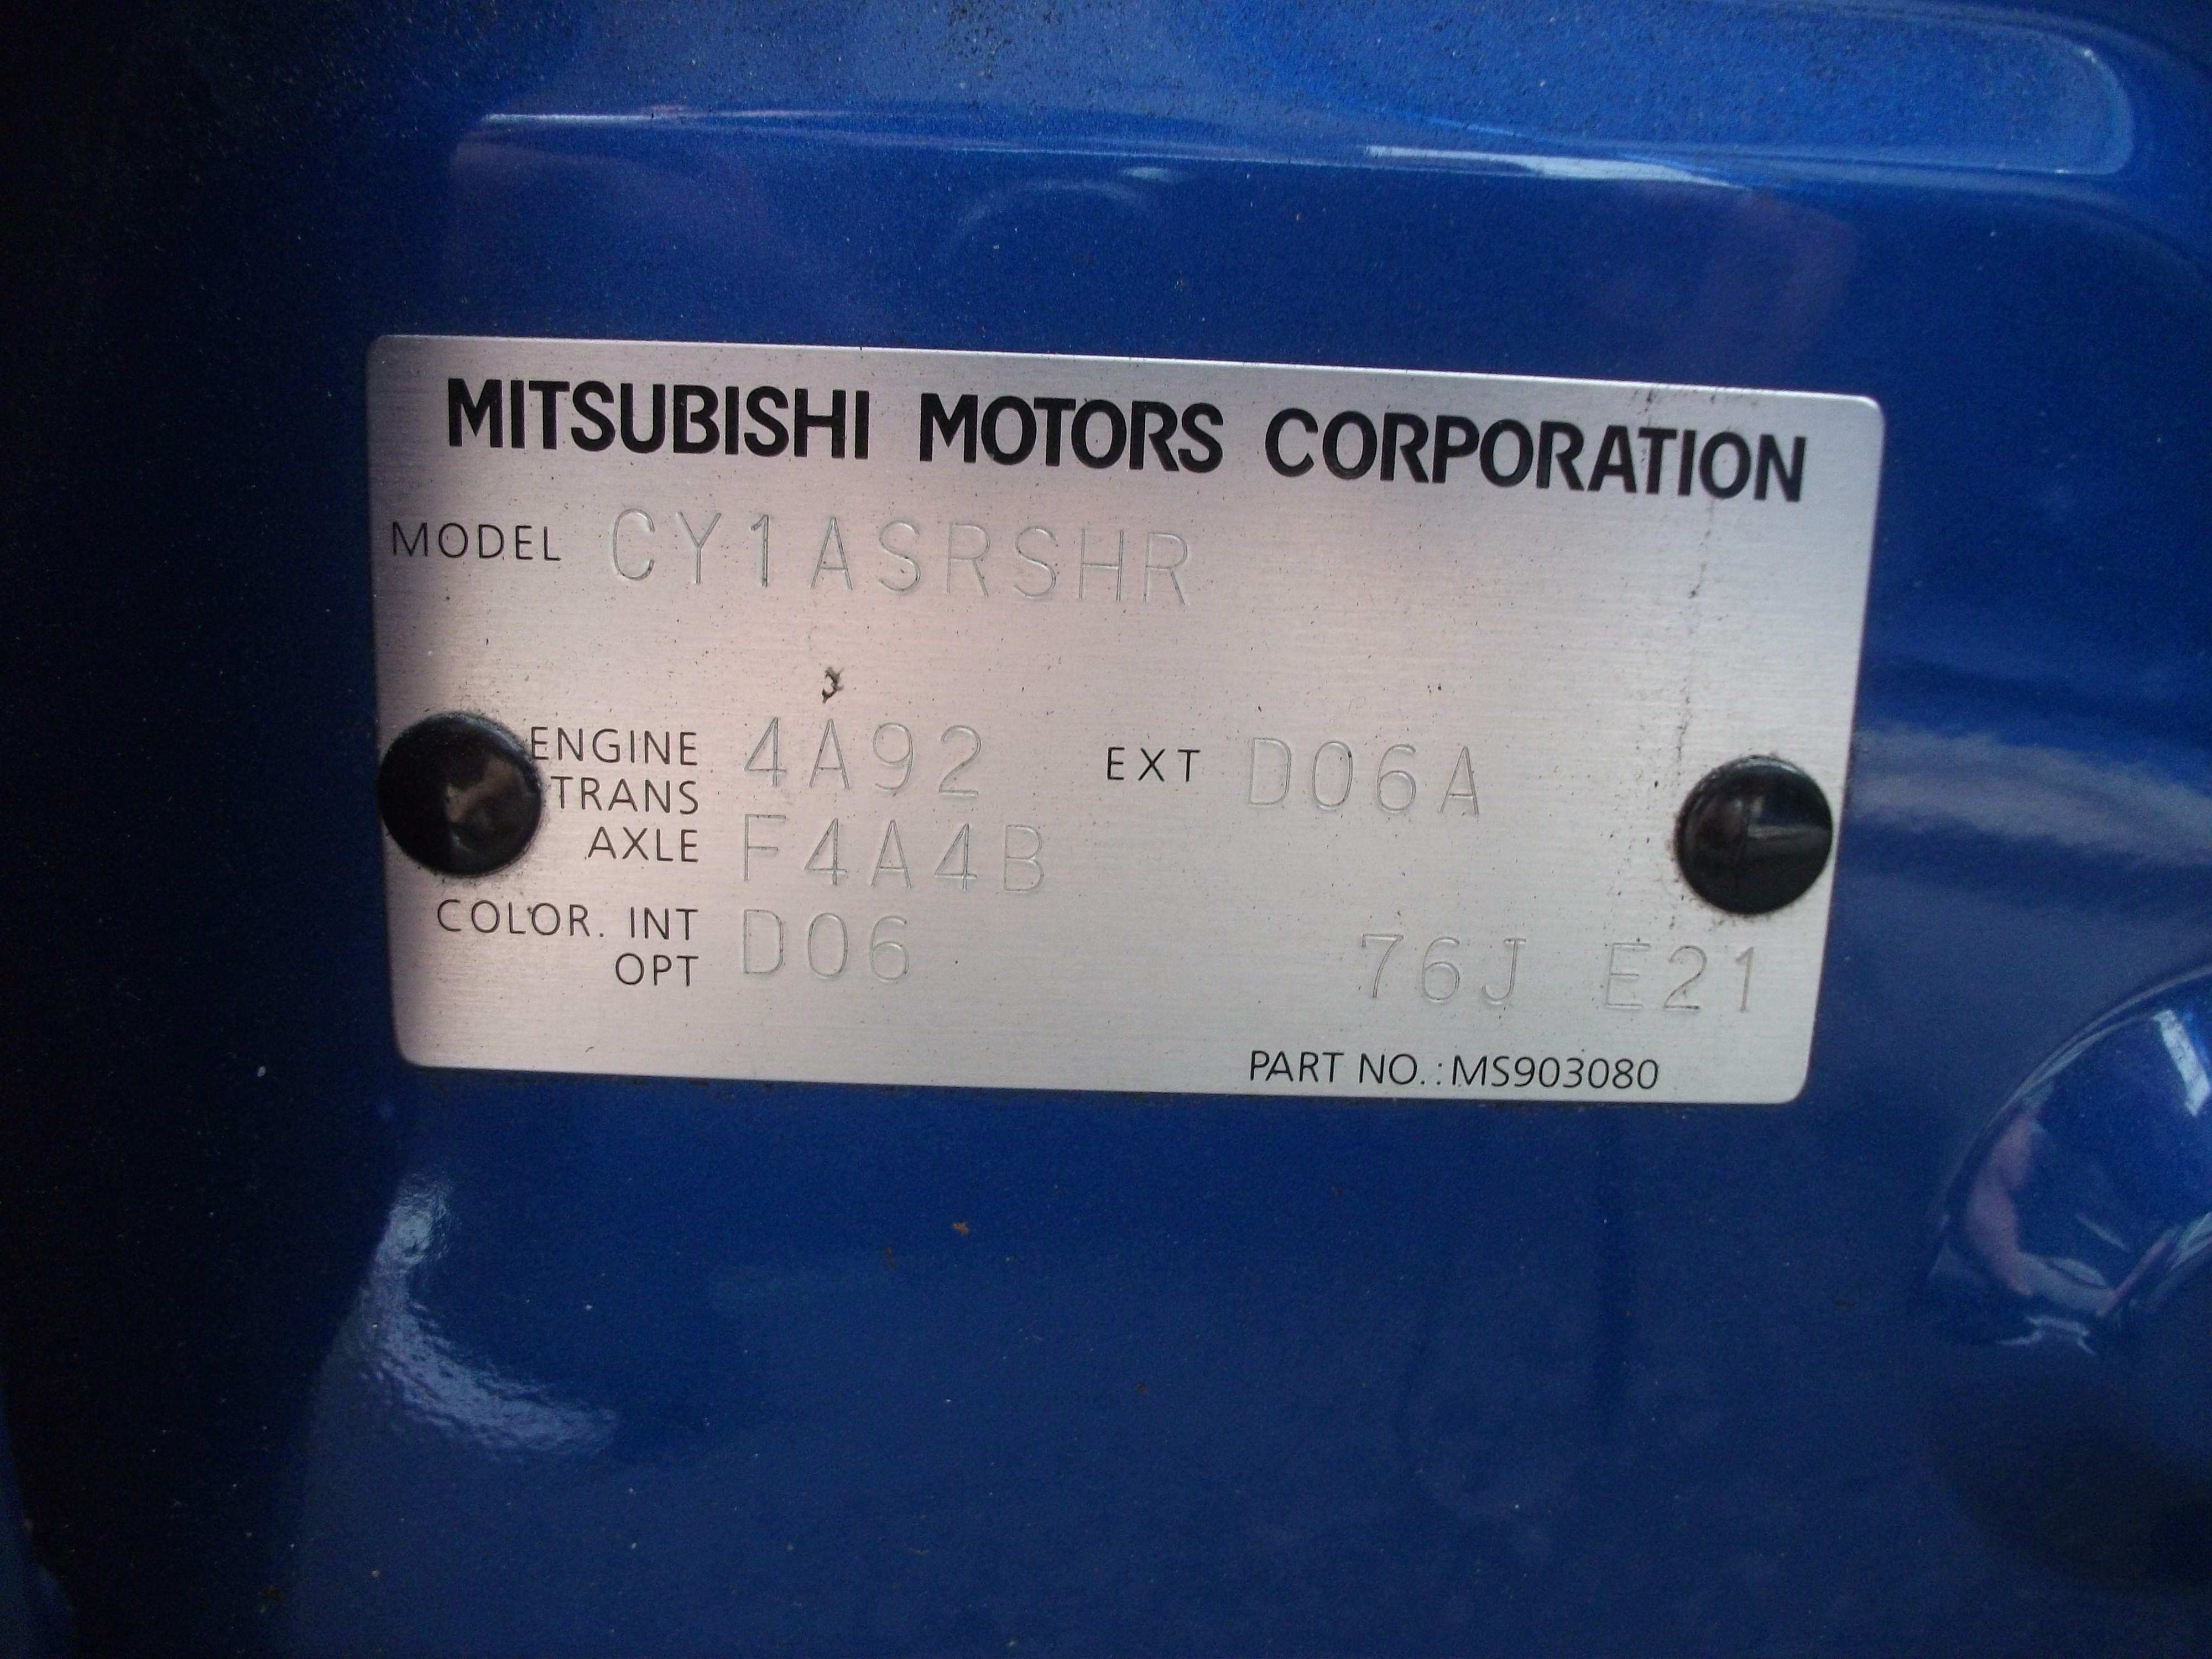 MITSUBISHI MOTORS CORPORATION
MODEL CY1ASRSHR
ENGINE 4A92 EXT D06A
TRANS
AXLE F4A4B
COLOR. INT
OPT D06 76J E21
PART NO.:MS903080